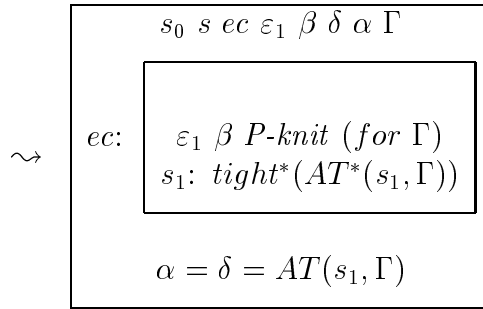 s₀ s ec ε₁ β δ α Γ
ε₁ β P-knit (for Γ)
⇝ ec: s₁: tight*(AT*(s₁, Γ))
α = δ = AT(s₁, Γ)